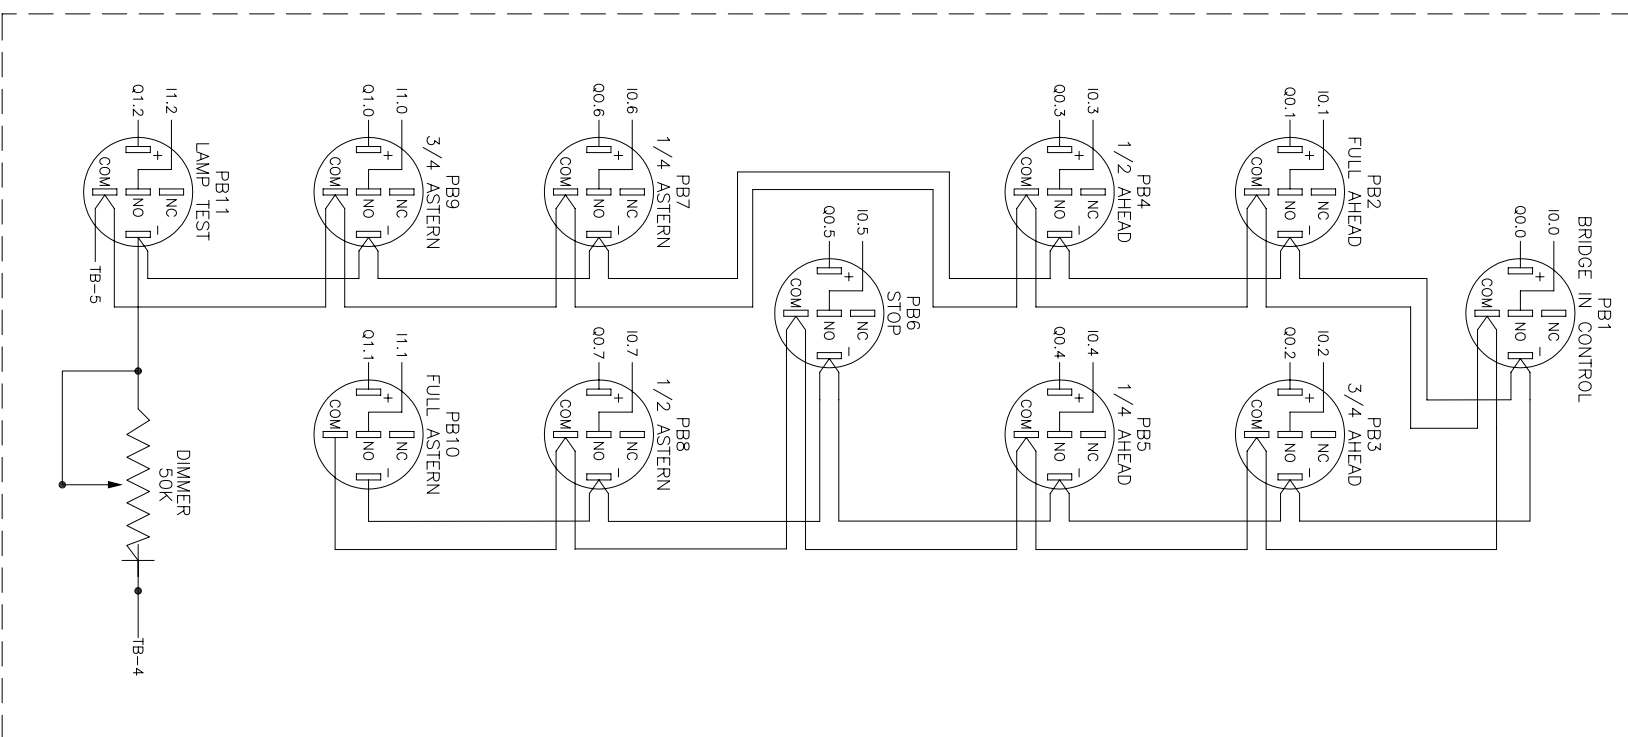 PB1
BRIDGE IN CONTROL
I0.0
Q0.0
+
NC
NO
COM
-
PB2
FULL AHEAD
I0.1
Q0.1
+
NC
NO
COM
-
PB3
3/4 AHEAD
I0.2
Q0.2
+
NC
NO
COM
-
PB4
1/2 AHEAD
I0.3
Q0.3
+
NC
NO
COM
-
PB5
1/4 AHEAD
I0.4
Q0.4
+
NC
NO
COM
-
PB6
STOP
I0.5
Q0.5
+
NC
NO
COM
-
PB7
1/4 ASTERN
I0.6
Q0.6
+
NC
NO
COM
-
PB8
1/2 ASTERN
I0.7
Q0.7
+
NC
NO
COM
-
PB9
3/4 ASTERN
I1.0
Q1.0
+
NC
NO
COM
-
PB10
FULL ASTERN
I1.1
Q1.1
+
NC
NO
COM
-
PB11
LAMP TEST
I1.2
Q1.2
+
NC
NO
COM
-
TB-5
DIMMER
50K
TB-4